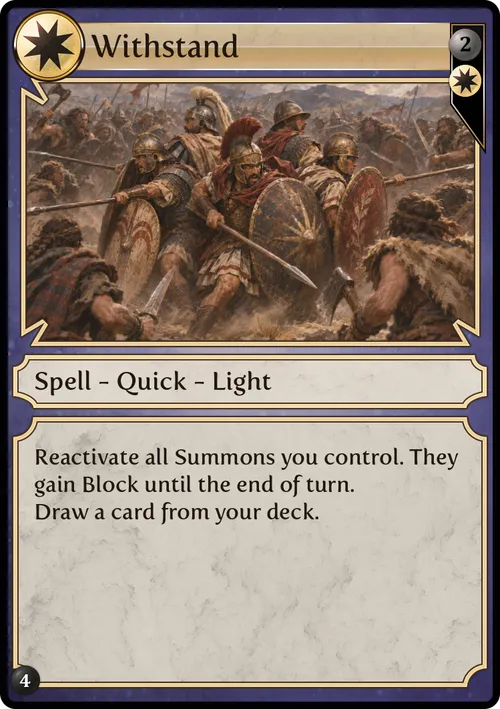 Withstand
2
Spell – Quick – Light
Reactivate all Summons you control. They
gain Block until the end of turn.
Draw a card from your deck.
4